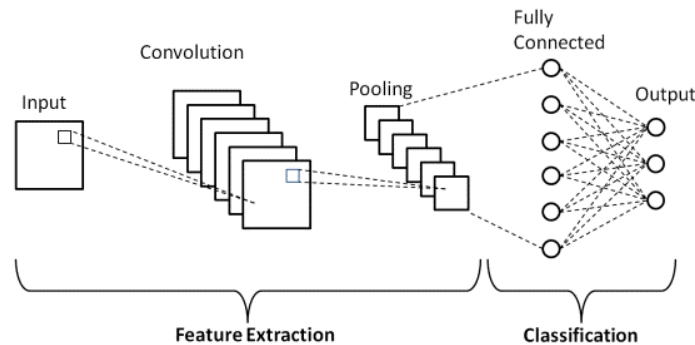 Fully
Connected
Convolution
Pooling
Input
Output
Feature Extraction
Classification